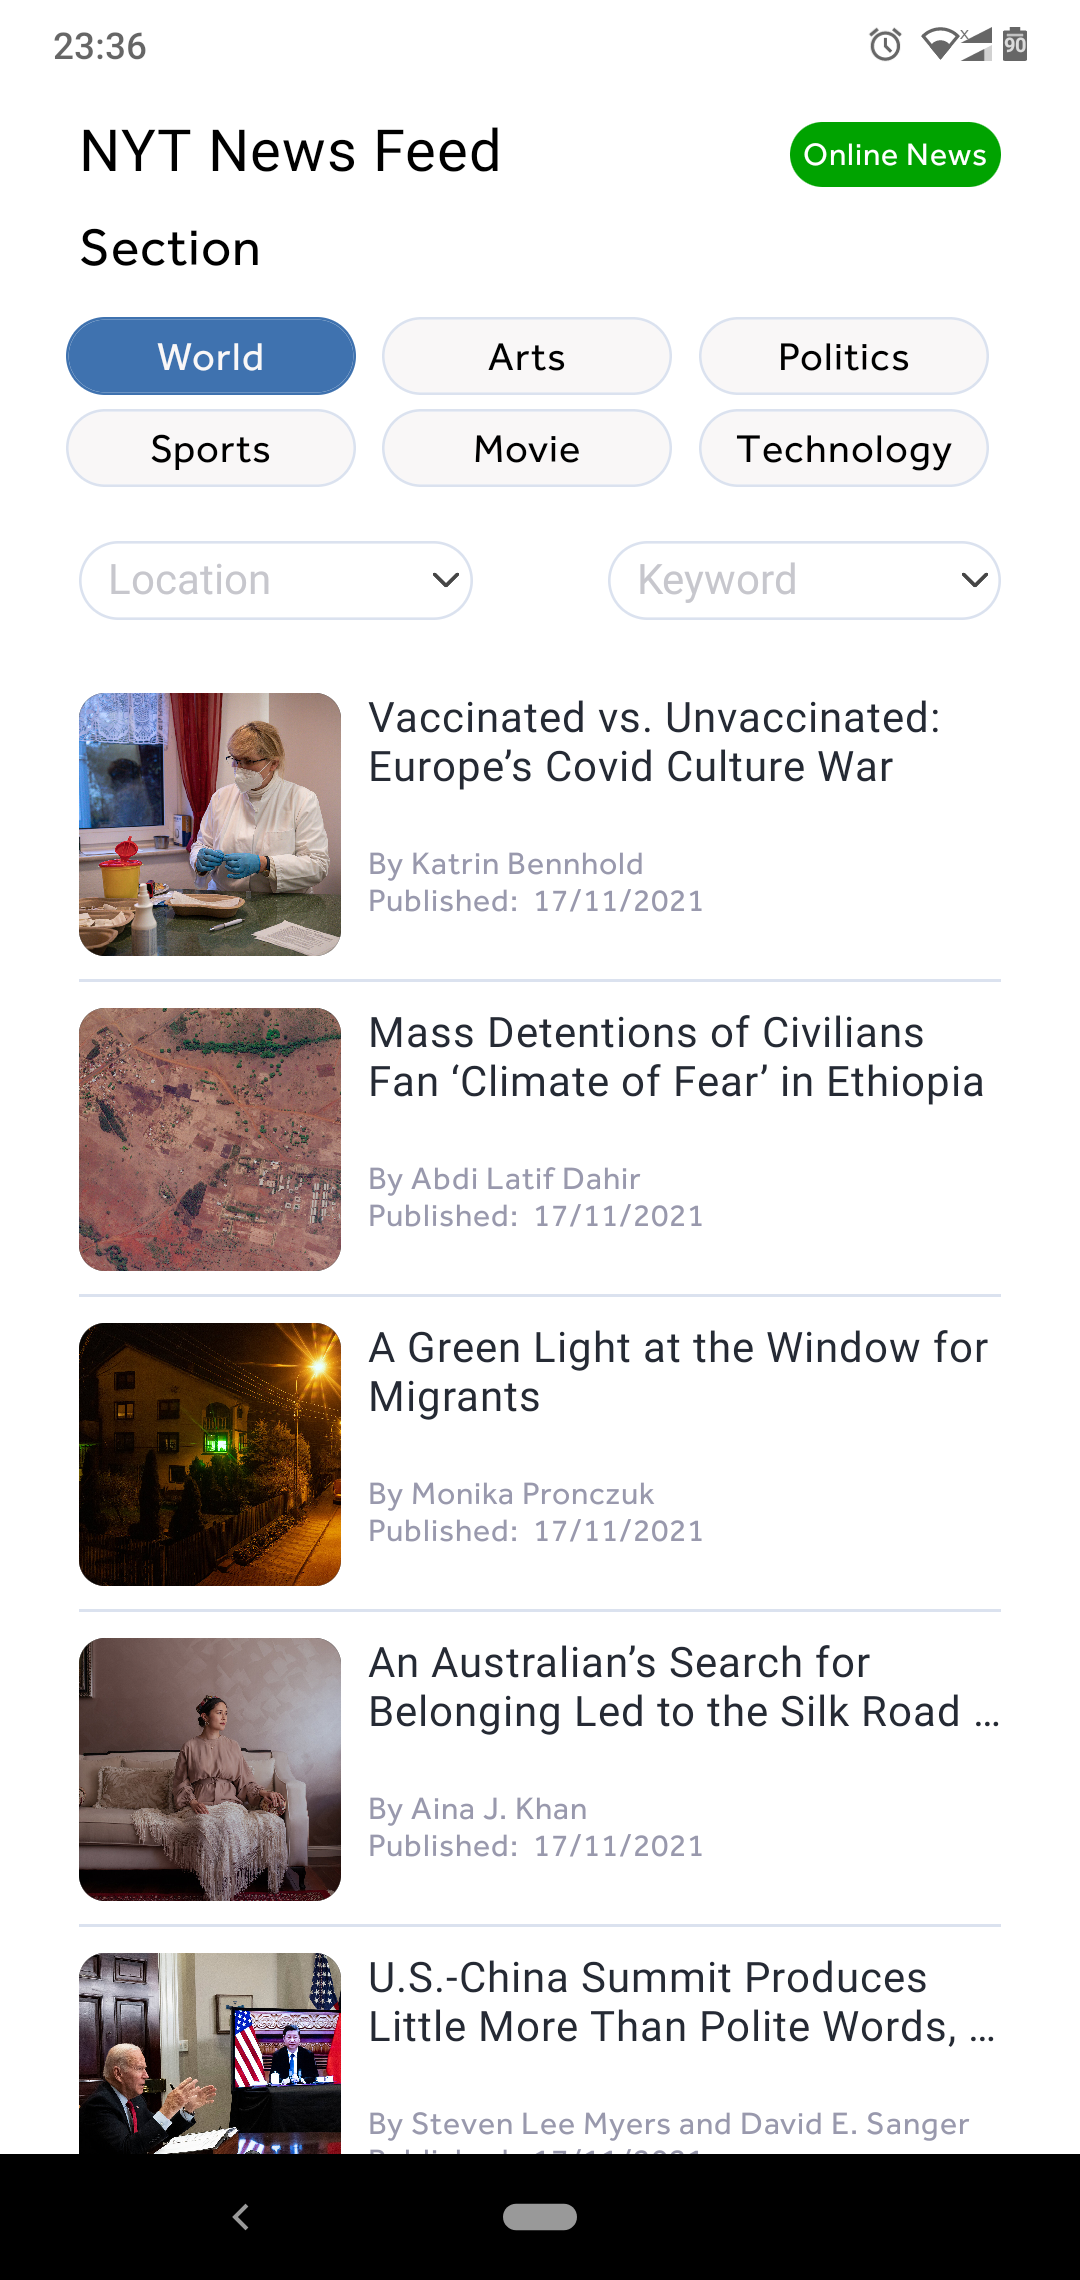 23:36
90
NYT News Feed
Online News
Section
World
Arts
Politics
Sports
Movie
Technology
Location
Keyword
Vaccinated vs. Unvaccinated:
Europe’s Covid Culture War
By Katrin Bennhold
Published: 17/11/2021
Mass Detentions of Civilians
Fan ‘Climate of Fear’ in Ethiopia
By Abdi Latif Dahir
Published: 17/11/2021
A Green Light at the Window for
Migrants
By Monika Pronczuk
Published: 17/11/2021
An Australian’s Search for
Belonging Led to the Silk Road ...
By Aina J. Khan
Published: 17/11/2021
U.S.-China Summit Produces
Little More Than Polite Words, ...
By Steven Lee Myers and David E. Sanger